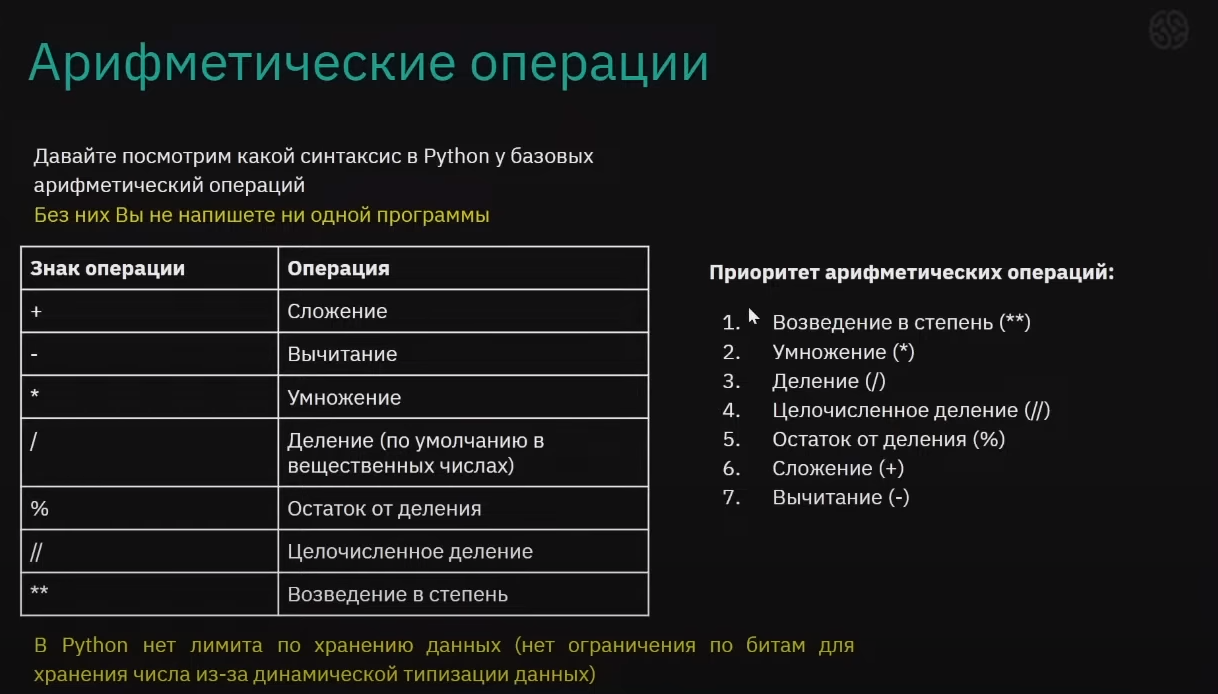 Арифметические операции
Давайте посмотрим какой синтаксис в Python у базовых
арифметический операций
Без них Вы не напишете ни одной программы
Знак операции Операция
+ Сложение
- Вычитание
* Умножение
/ Деление (по умолчанию в
вещественных числах)
% Остаток от деления
// Целочисленное деление
** Возведение в степень
Приоритет арифметических операций:
1. Возведение в степень (**)
2. Умножение (*)
3. Деление (/)
4. Целочисленное деление (//)
5. Остаток от деления (%)
6. Сложение (+)
7. Вычитание (-)
В Python нет лимита по хранению данных (нет ограничения по битам для
хранения числа из-за динамической типизации данных)